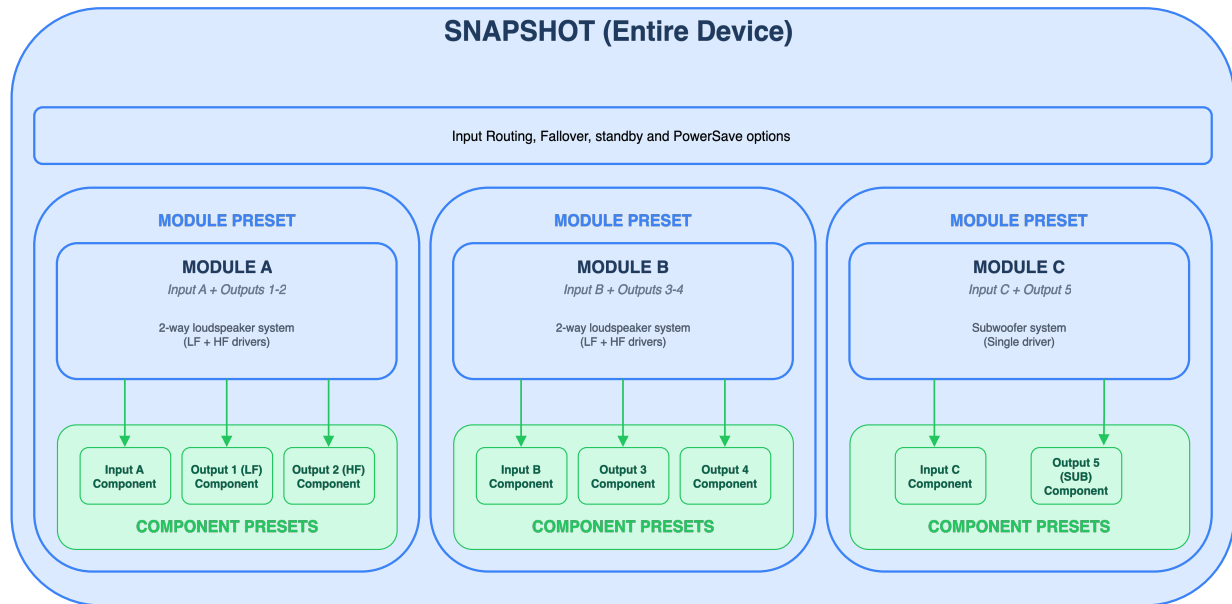 SNAPSHOT (Entire Device)
Input Routing, Fallover, standby and PowerSave options
MODULE PRESET
MODULE A
Input A + Outputs 1-2
2-way loudspeaker system
(LF + HF drivers)
Input A
Component
Output 1 (LF)
Component
Output 2 (HF)
Component
COMPONENT PRESETS
MODULE PRESET
MODULE B
Input B + Outputs 3-4
2-way loudspeaker system
(LF + HF drivers)
Input B
Component
Output 3
Component
Output 4
Component
COMPONENT PRESETS
MODULE PRESET
MODULE C
Input C + Output 5
Subwoofer system
(Single driver)
Input C
Component
Output 5
(SUB)
Component
COMPONENT PRESETS